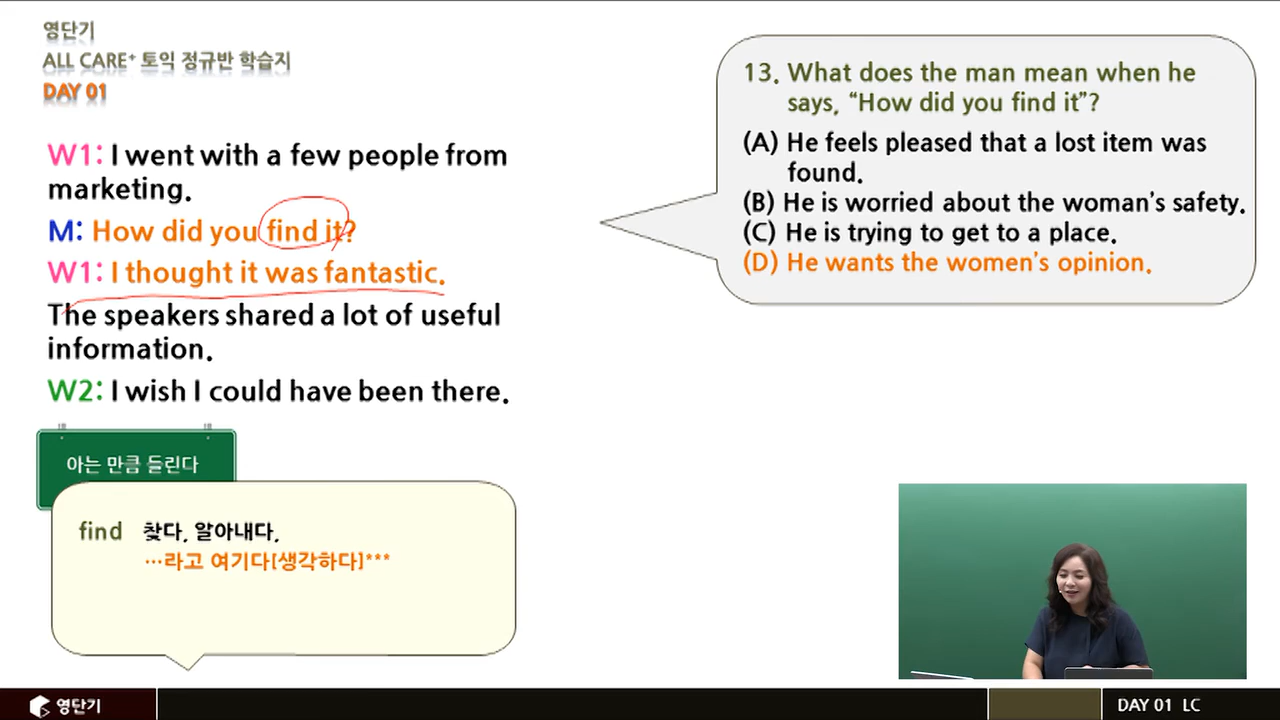 영단기
ALL CARE+ 토익 정규반 학습지
DAY 01
W1: I went with a few people from
marketing.
M: How did you find it?
W1: I thought it was fantastic.
The speakers shared a lot of useful
information.
W2: I wish I could have been there.
13. What does the man mean when he
says, “How did you find it”?
(A) He feels pleased that a lost item was
found.
(B) He is worried about the woman’s safety.
(C) He is trying to get to a place.
(D) He wants the women’s opinion.
아는 만큼 들린다
find 찾다, 알아내다,
…라고 여기다[생각하다]***
영단기
DAY 01 LC